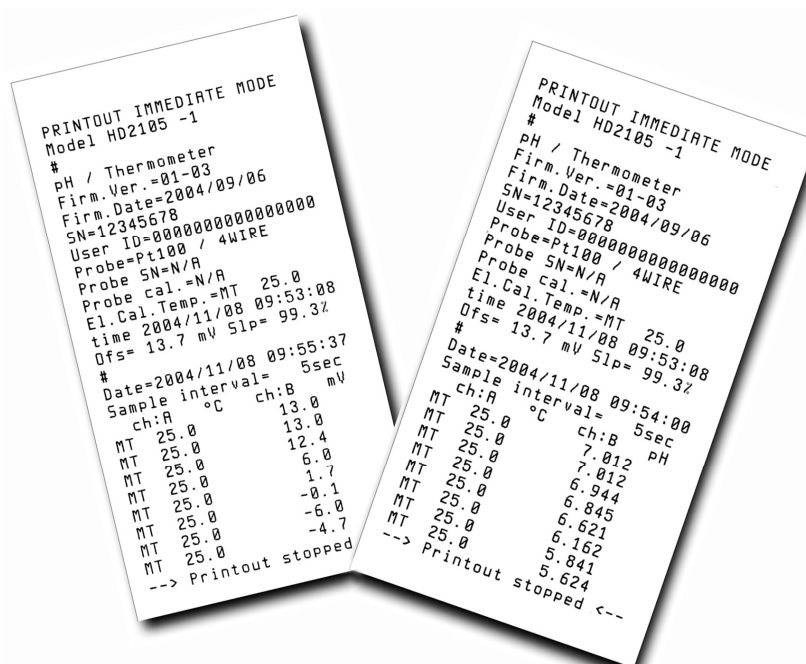 PRINTOUT IMMEDIATE MODE
Model HD2105 -1
#
pH / Thermometer
Firm.Ver.=01-03
Firm.Date=2004/09/06
SN=12345678
User ID=0000000000000000
Probe=Pt100 / 4WIRE
Probe SN=N/A
Probe cal.=N/A
El.Cal.Temp.=MT 25.0
time 2004/11/08 09:53:08
Ofs= 13.7 mV Slp= 99.3%
#
Date=2004/11/08 09:55:37
Sample interval= 5sec
ch:A °C ch:B mV
MT 25.0 13.0
MT 25.0 13.0
MT 25.0 12.4
MT 25.0 6.0
MT 25.0 1.7
MT 25.0 -0.1
MT 25.0 -6.0
MT 25.0 -4.7
--> Printout stopped
PRINTOUT IMMEDIATE MODE
Model HD2105 -1
#
pH / Thermometer
Firm.Ver.=01-03
Firm.Date=2004/09/06
SN=12345678
User ID=0000000000000000
Probe=Pt100 / 4WIRE
Probe SN=N/A
Probe cal.=N/A
El.Cal.Temp.=MT 25.0
time 2004/11/08 09:53:08
Ofs= 13.7 mV Slp= 99.3%
#
Date=2004/11/08 09:54:00
Sample interval= 5sec
ch:A °C ch:B pH
MT 25.0 7.012
MT 25.0 7.012
MT 25.0 6.944
MT 25.0 6.845
MT 25.0 6.621
MT 25.0 6.162
MT 25.0 5.841
MT 25.0 5.624
--> Printout stopped <--